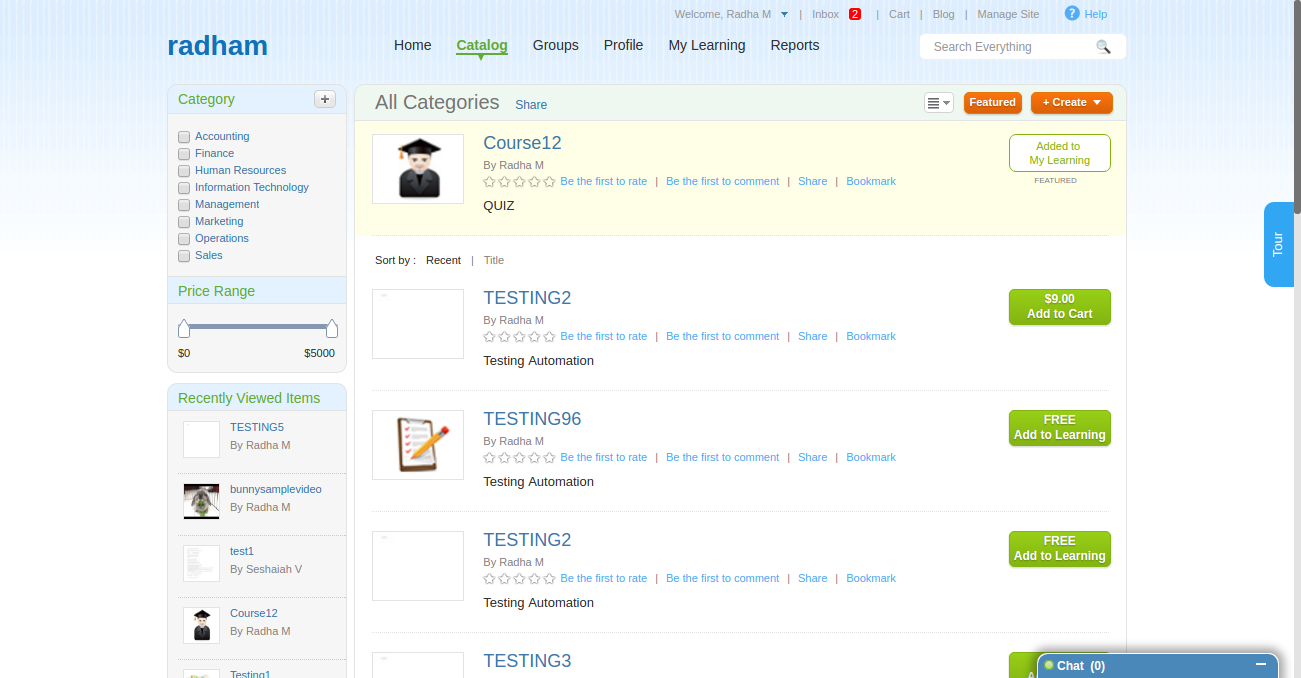 Welcome, Radha M | Inbox 2 | Cart | Blog | Manage Site ? Help
radham
Home Catalog Groups Profile My Learning Reports
Search Everything
Category +
Accounting
Finance
Human Resources
Information Technology
Management
Marketing
Operations
Sales
Price Range
$0 $5000
Recently Viewed Items
TESTING5
By Radha M
bunnysamplevideo
By Radha M
test1
By Seshaiah V
Course12
By Radha M
Testing1
All Categories Share
Featured
+ Create
Course12
By Radha M
Be the first to rate | Be the first to comment | Share | Bookmark
QUIZ
Added to
My Learning
FEATURED
Sort by : Recent | Title
TESTING2
By Radha M
Be the first to rate | Be the first to comment | Share | Bookmark
Testing Automation
$9.00
Add to Cart
TESTING96
By Radha M
Be the first to rate | Be the first to comment | Share | Bookmark
Testing Automation
FREE
Add to Learning
TESTING2
By Radha M
Be the first to rate | Be the first to comment | Share | Bookmark
Testing Automation
FREE
Add to Learning
TESTING3
Tour
Chat (0)